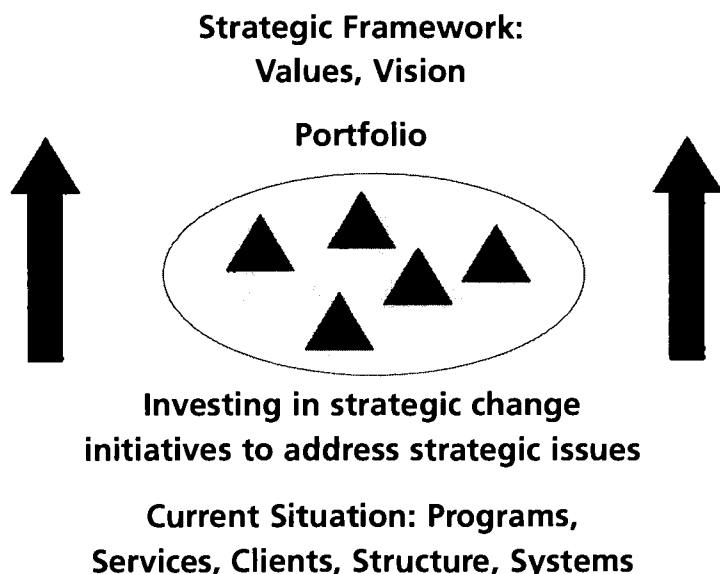 Strategic Framework:
Values, Vision
Portfolio
Investing in strategic change
initiatives to address strategic issues
Current Situation: Programs,
Services, Clients, Structure, Systems